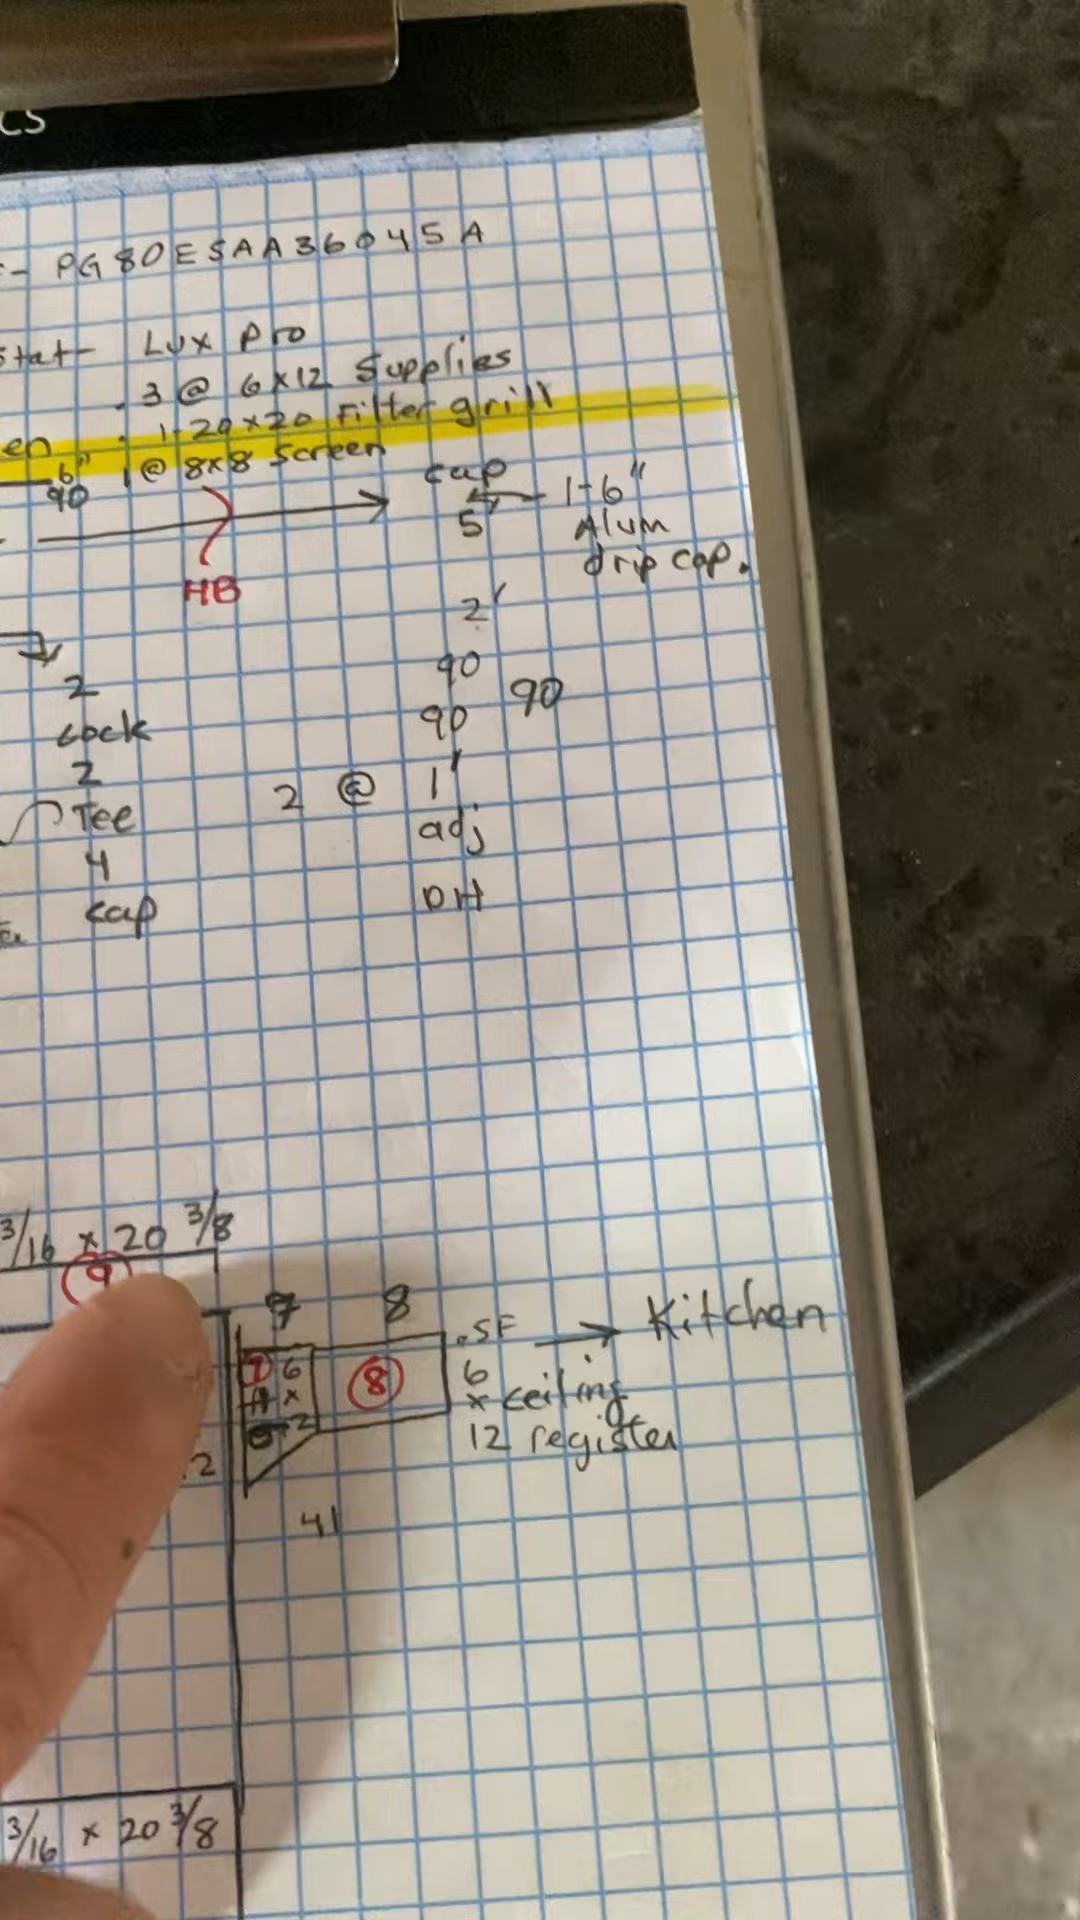 cs
- PG80ESAA36045A
stat- Lux Pro
3 @ 6x12 Supplies
1-20x20 Filter grill
en
6" 1@ 8x8 Screen
90
cap
1-6"
5
Alum
drip cap.
HB
2'
90
90
90
2
cock
2
Tee
4
cap
2 @ 1'
adj
DH
3/16 x 20 3/8
9
7
8
.SF → Kitchen
7 6
x
2
8
6
x ceiling
12 register
.2
41
3/16 x 20 3/8